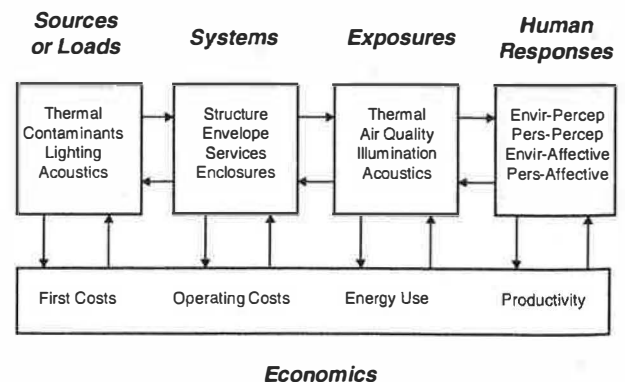 Sources
or Loads
Systems
Exposures
Human
Responses
Thermal
Contaminants
Lighting
Acoustics
Structure
Envelope
Services
Enclosures
Thermal
Air Quality
Illumination
Acoustics
Envir-Percep
Pers-Percep
Envir-Affective
Pers-Affective
First Costs
Operating Costs
Energy Use
Productivity
Economics